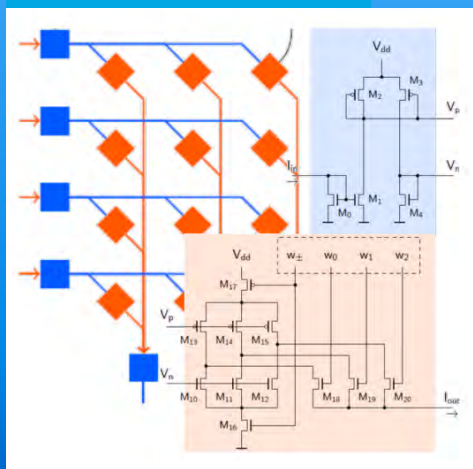 Vdd
M2
M3
Vp
Iin
Vn
M0
M1
M4
Vdd
w± w0 w1 w2
M17
Vp
M13 M14 M15
Vn
M10 M11 M12
M18 M19 M20
M16
Iout